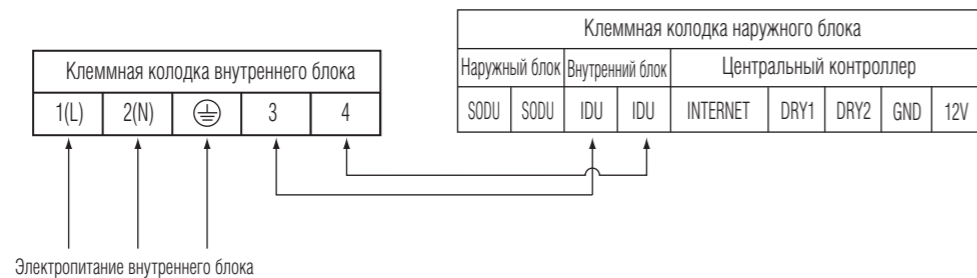 Клеммная колодка наружного блока
Наружный блок Внутренний блок Центральный контроллер
SODU SODU IDU IDU INTERNET DRY1 DRY2 GND 12V
Клеммная колодка внутреннего блока
1(L) 2(N) 3 4
Электропитание внутреннего блока